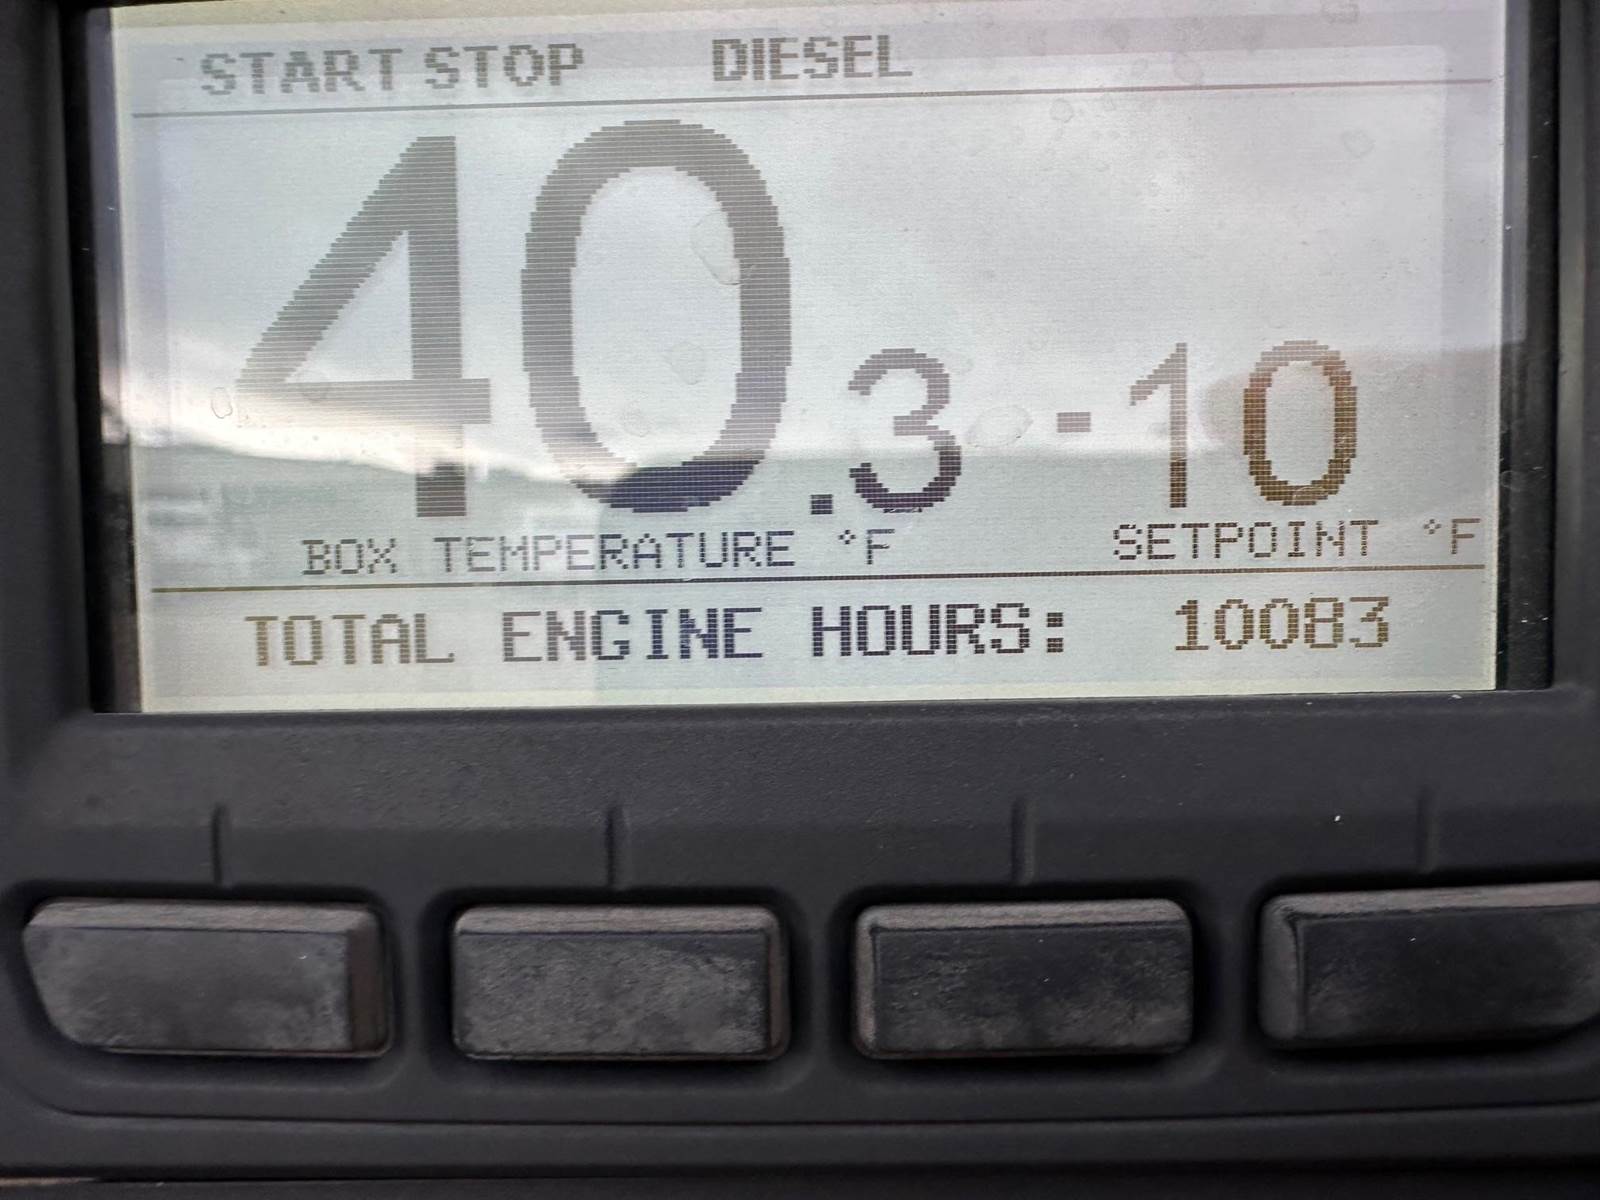 START STOP DIESEL
40.3 -10
BOX TEMPERATURE °F SETPOINT °F
TOTAL ENGINE HOURS: 10083